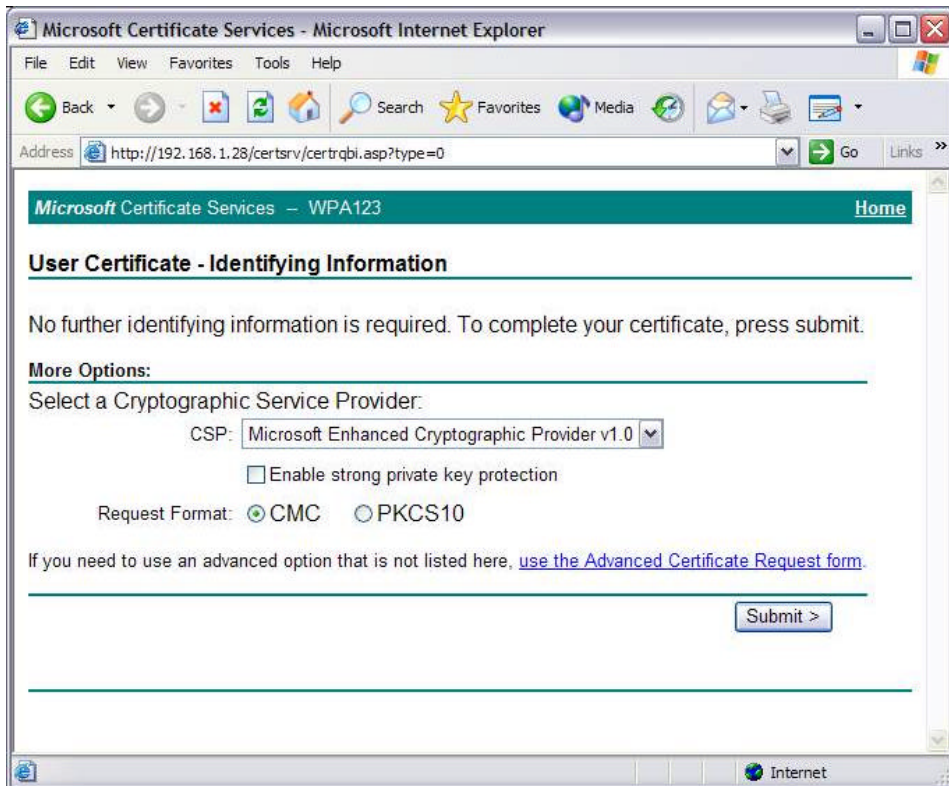 Microsoft Certificate Services - Microsoft Internet Explorer
File Edit View Favorites Tools Help
Back Search Favorites Media
Address http://192.168.1.28/certsrv/certrqbi.asp?type=0 Go Links »
Microsoft Certificate Services -- WPA123 Home
User Certificate - Identifying Information
No further identifying information is required. To complete your certificate, press submit.
More Options:
Select a Cryptographic Service Provider:
CSP: Microsoft Enhanced Cryptographic Provider v1.0
Enable strong private key protection
Request Format: CMC PKCS10
If you need to use an advanced option that is not listed here, use the Advanced Certificate Request form.
Submit >
Internet